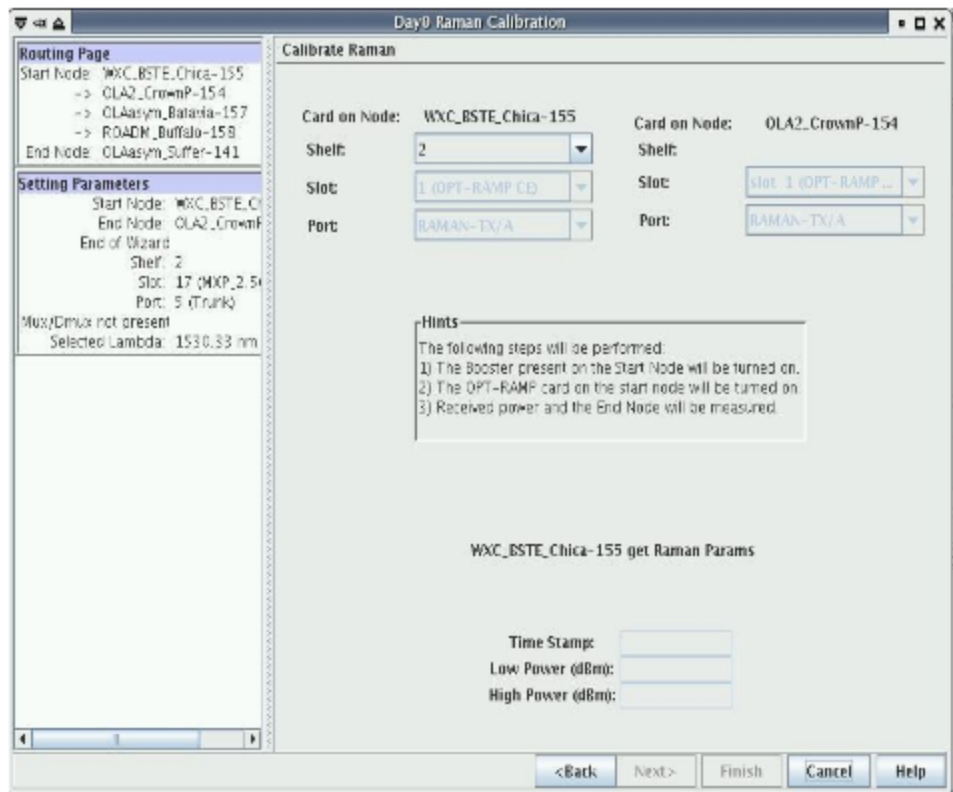 Day0 Raman Calibration
Routing Page
Start Node: WXC_BSTE_Chica-155
-> OLA2_CrownP-154
-> OLAasym_Batavia-157
-> ROADM_Buffalo-158
End Node: OLAasym_Suffer-141
Setting Parameters
Start Node: WXC_BSTE_C
End Node: OLA2_CrownP
End of Wizard
Shelf: 2
Slot: 17 (MXP_2.5
Port: 5 (Trunk)
Mux/Dmux not present
Selected Lambda: 1530.33 nm
Calibrate Raman
Card on Node: WXC_BSTE_Chica-155
Shelf: 2
Slot: 1 (OPT-RAMP CE)
Port: RAMAN-TX/A
Card on Node: OLA2_CrownP-154
Shelf:
Slot: slot 1 (OPT-RAMP...
Port: RAMAN-TX/A
Hints
The following steps will be performed:
1) The Booster present on the Start Node will be turned on.
2) The OPT-RAMP card on the start node will be turned on.
3) Received power and the End Node will be measured.
WXC_BSTE_Chica-155 get Raman Params
Time Stamp:
Low Power (dBm):
High Power (dBm):
<Back Next> Finish Cancel Help